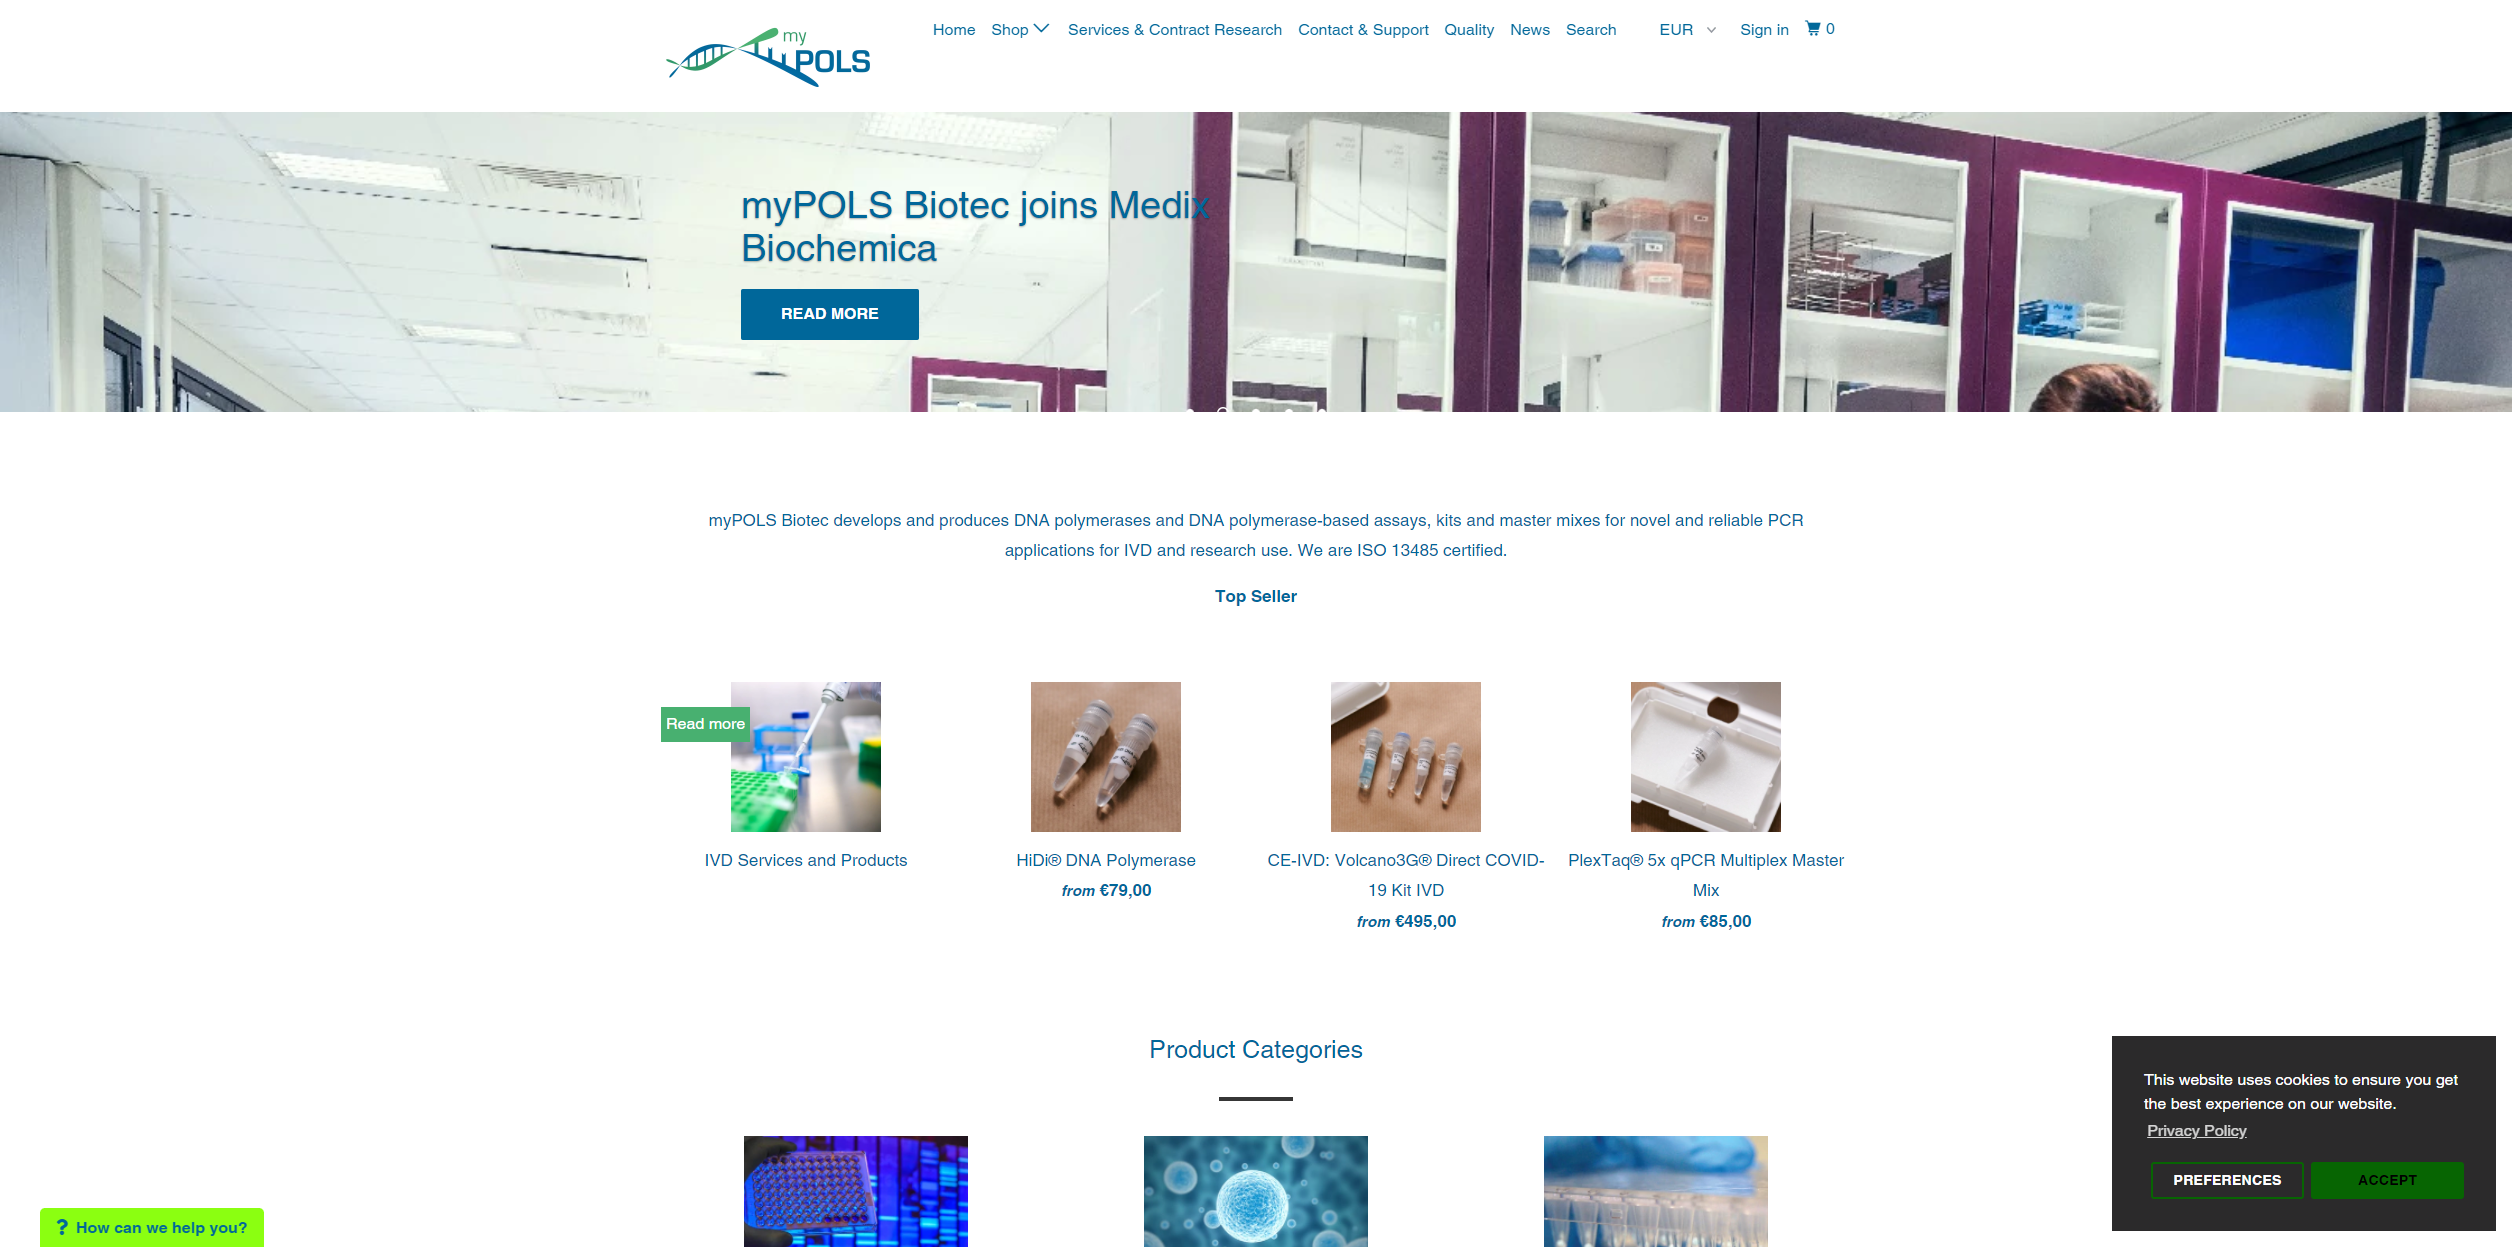 my
POLS
Home Shop Services & Contract Research Contact & Support Quality News Search EUR Sign in 0
myPOLS Biotec joins Medix
Biochemica
READ MORE
myPOLS Biotec develops and produces DNA polymerases and DNA polymerase-based assays, kits and master mixes for novel and reliable PCR
applications for IVD and research use. We are ISO 13485 certified.
Top Seller
Read more
IVD Services and Products
HiDi® DNA Polymerase
from €79,00
CE-IVD: Volcano3G® Direct COVID-
19 Kit IVD
from €495,00
PlexTaq® 5x qPCR Multiplex Master
Mix
from €85,00
Product Categories
This website uses cookies to ensure you get
the best experience on our website.
Privacy Policy
PREFERENCES
ACCEPT
? How can we help you?